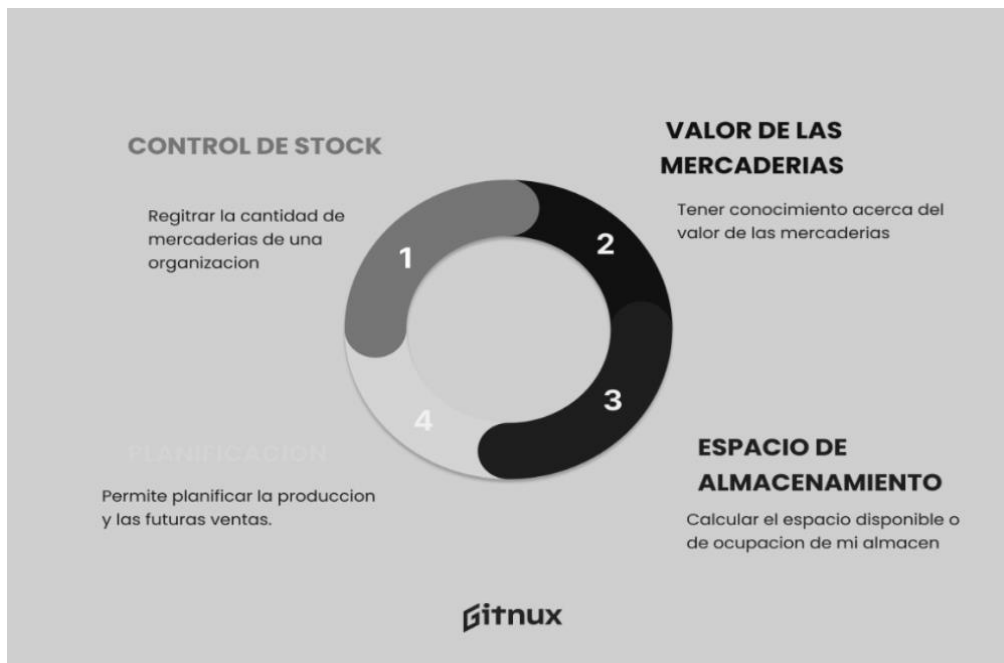 CONTROL DE STOCK
Regitrar la cantidad de
mercaderias de una
organizacion
1
VALOR DE LAS
MERCADERIAS
Tener conocimiento acerca del
valor de las mercaderias
2
3
ESPACIO DE
ALMACENAMIENTO
Calcular el espacio disponible o
de ocupacion de mi almacen
4
PLANIFICACION
Permite planificar la produccion
y las futuras ventas.
Gitnux